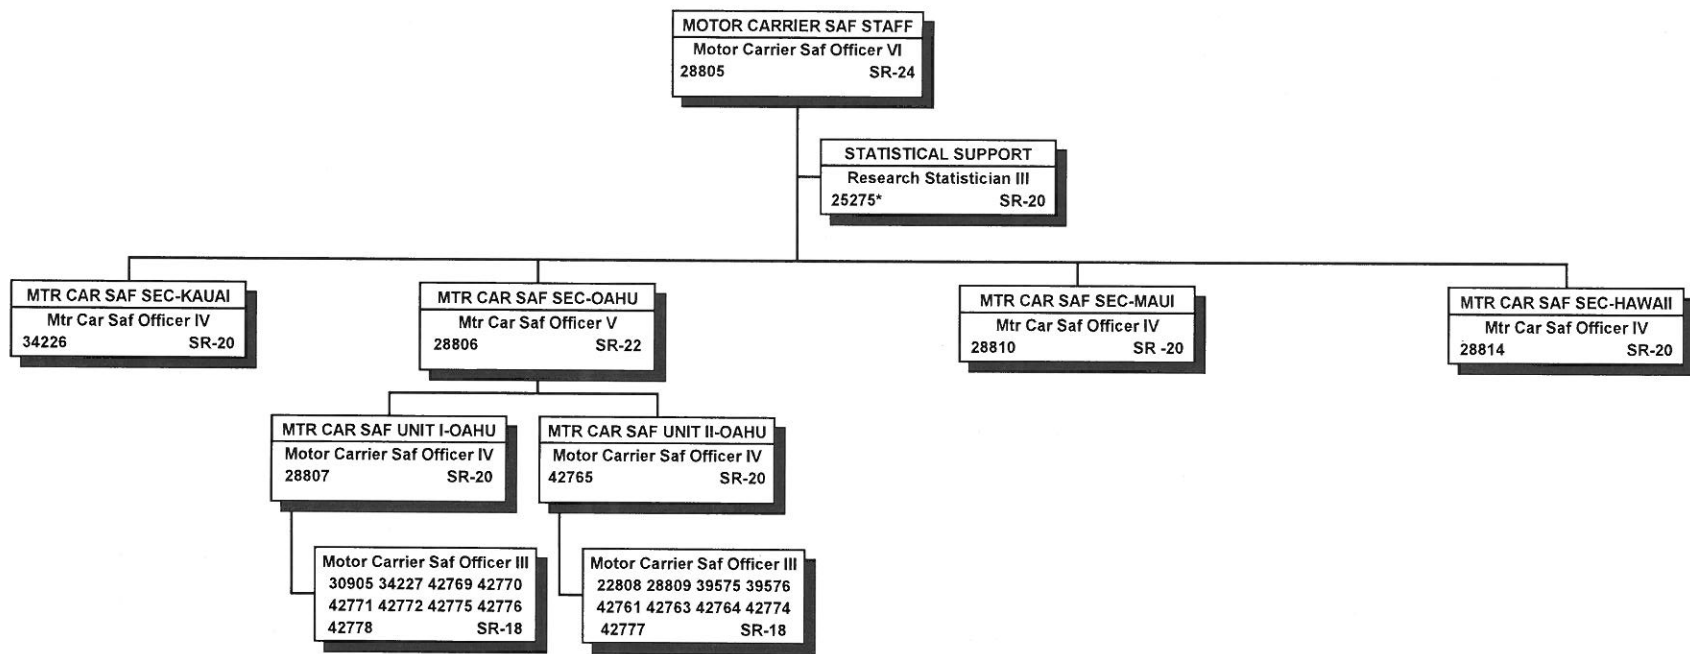 MOTOR CARRIER SAF STAFF
Motor Carrier Saf Officer VI
28805 SR-24
STATISTICAL SUPPORT
Research Statistician III
25275* SR-20
MTR CAR SAF SEC-KAUAI
Mtr Car Saf Officer IV
34226 SR-20
MTR CAR SAF SEC-OAHU
Mtr Car Saf Officer V
28806 SR-22
MTR CAR SAF SEC-MAUI
Mtr Car Saf Officer IV
28810 SR -20
MTR CAR SAF SEC-HAWAII
Mtr Car Saf Officer IV
28814 SR-20
MTR CAR SAF UNIT I-OAHU
Motor Carrier Saf Officer IV
28807 SR-20
MTR CAR SAF UNIT II-OAHU
Motor Carrier Saf Officer IV
42765 SR-20
Motor Carrier Saf Officer III
30905 34227 42769 42770
42771 42772 42775 42776
42778 SR-18
Motor Carrier Saf Officer III
22808 28809 39575 39576
42761 42763 42764 42774
42777 SR-18